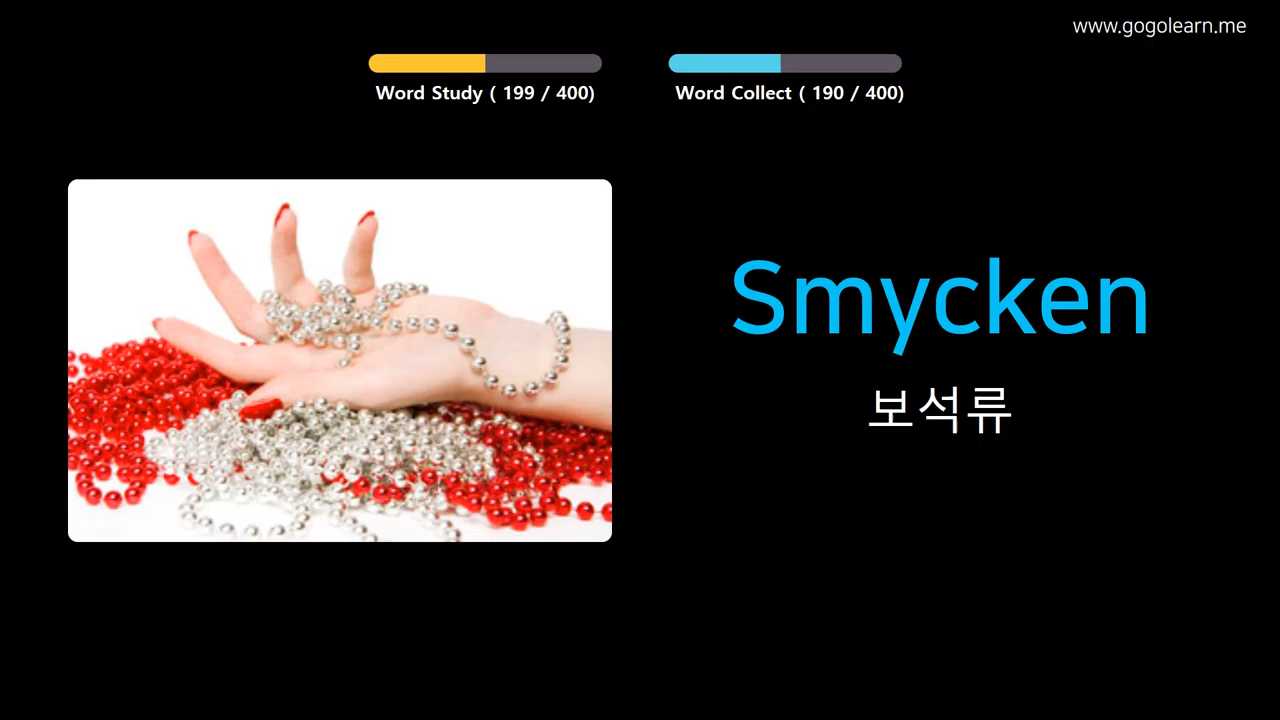 www.gogolearn.me
Word Study ( 199 / 400)
Word Collect ( 190 / 400)
Smycken
보석류